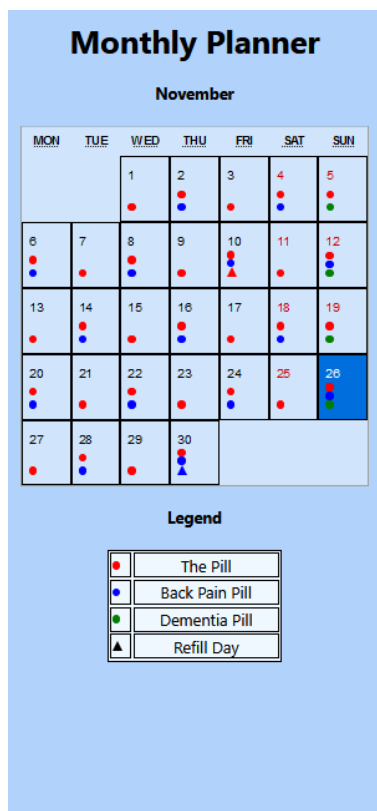 Monthly Planner
November
MON TUE WED THU FRI SAT SUN
1 2 3 4 5
6 7 8 9 10 11 12
13 14 15 16 17 18 19
20 21 22 23 24 25 26
27 28 29 30
Legend
The Pill
Back Pain Pill
Dementia Pill
Refill Day